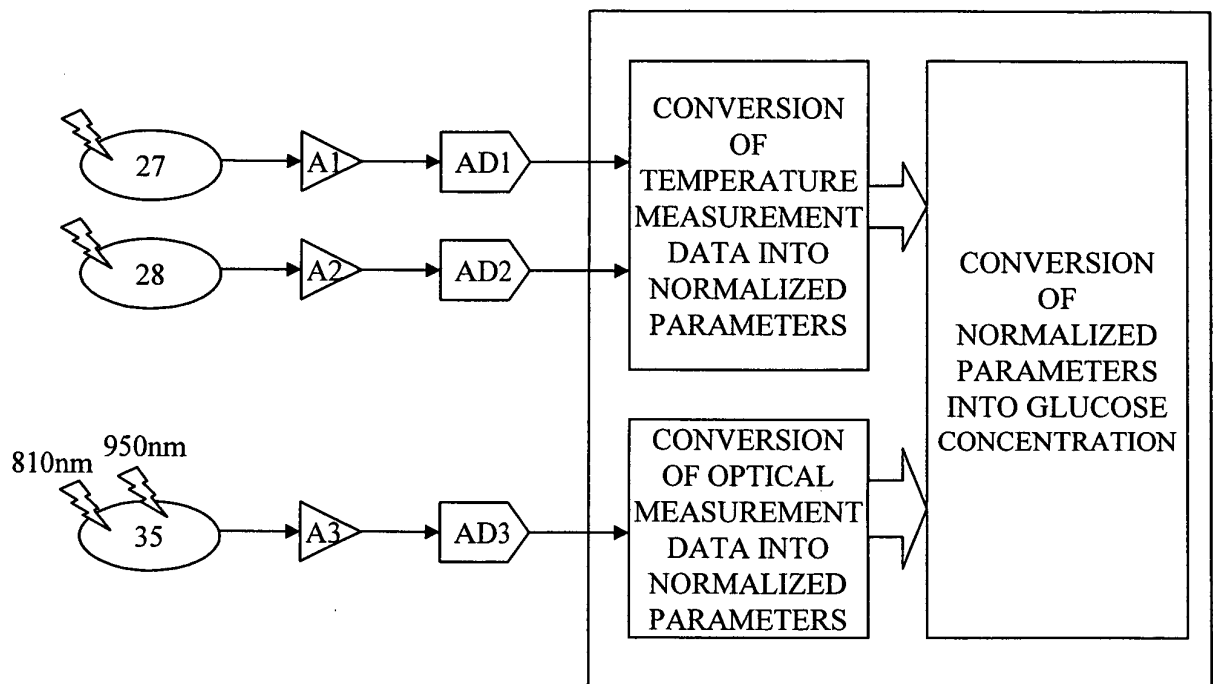 27
A1
AD1
28
A2
AD2
CONVERSION
OF
TEMPERATURE
MEASUREMENT
DATA INTO
NORMALIZED
PARAMETERS
810nm
950nm
35
A3
AD3
CONVERSION
OF OPTICAL
MEASUREMENT
DATA INTO
NORMALIZED
PARAMETERS
CONVERSION
OF
NORMALIZED
PARAMETERS
INTO GLUCOSE
CONCENTRATION